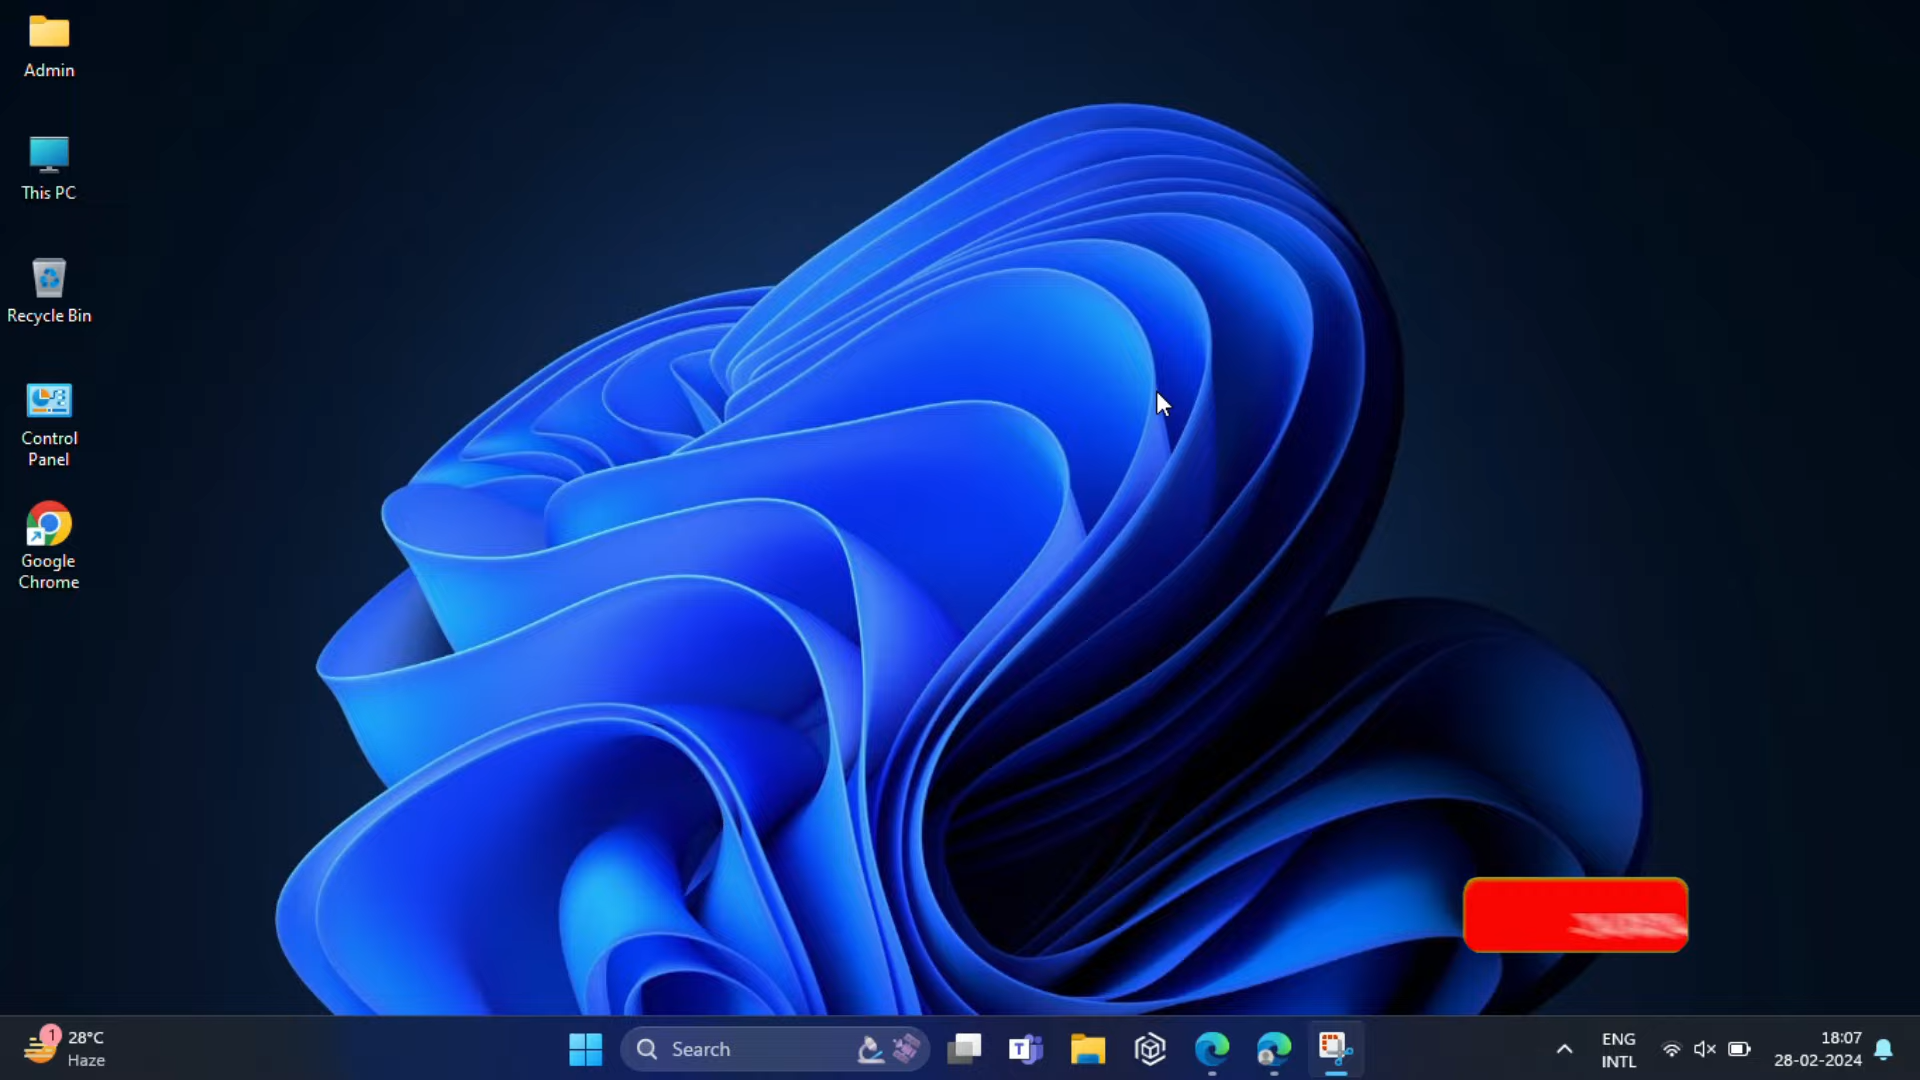 Admin
This PC
Recycle Bin
Control
Panel
Google
Chrome
1
28°C
Haze
Search
T
ENG
INTL
18:07
28-02-2024